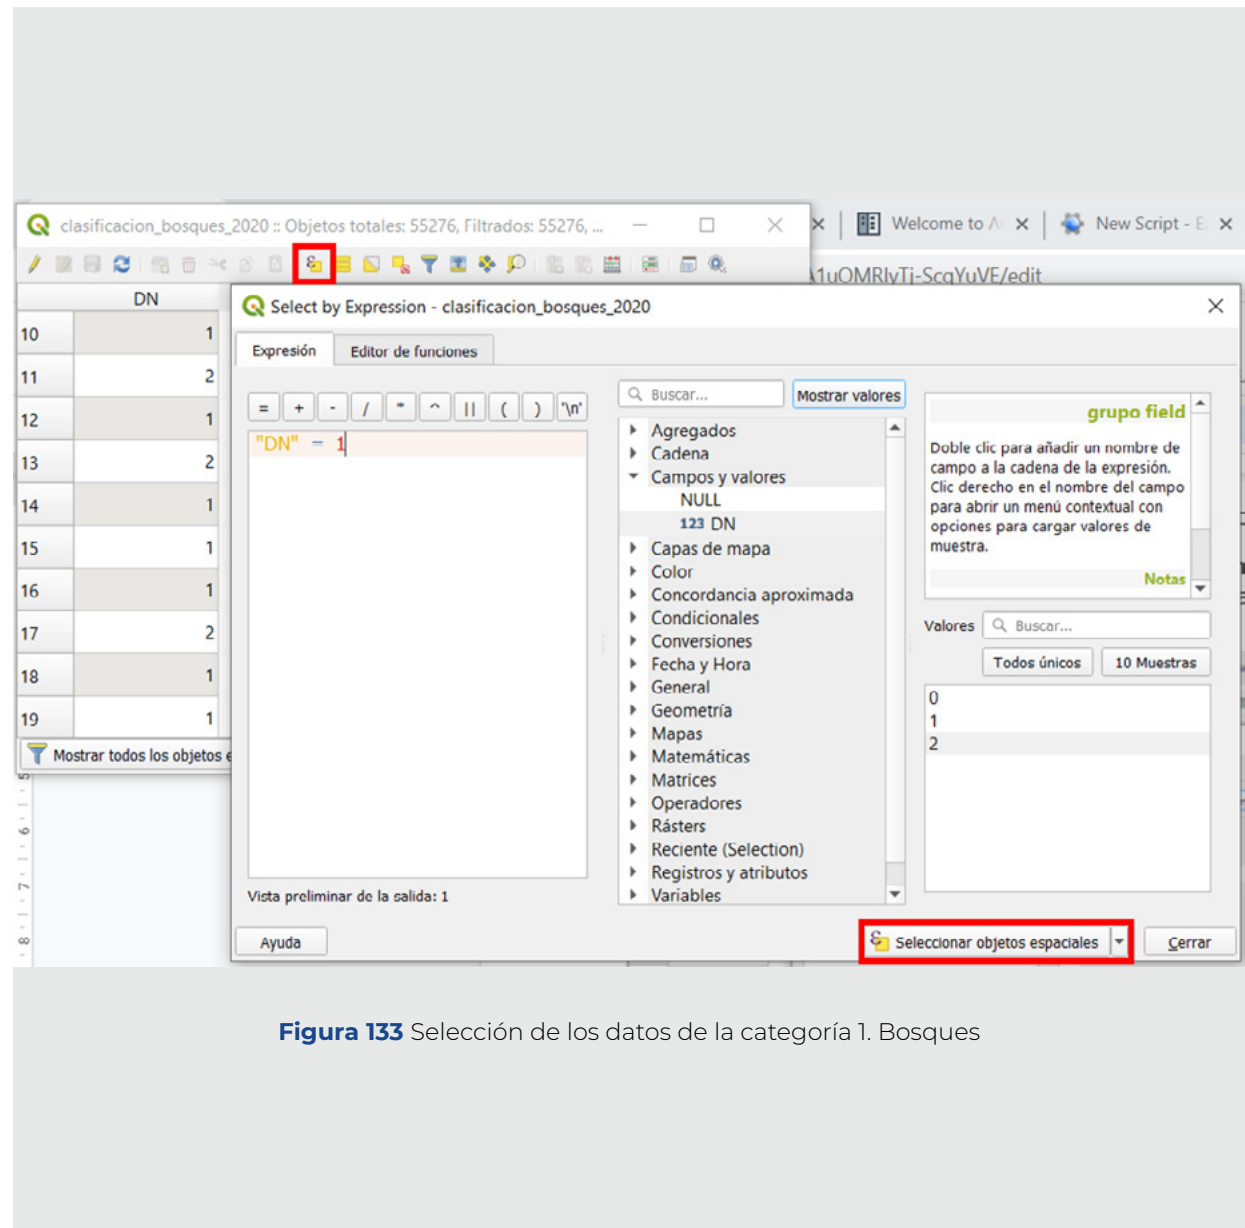 clasificacion_bosques_2020 :: Objetos totales: 55276, Filtrados: 55276, ...
Welcome to A
New Script - E
A1uOMRlyTj-ScqYuVE/edit
DN
10 1
11 2
12 1
13 2
14 1
15 1
16 1
17 2
18 1
19 1
Mostrar todos los objetos e
5
6
7
8
Select by Expression - clasificacion_bosques_2020
Expresión Editor de funciones
= + - / * ^ || ( ) '\n'
"DN" = 1
Vista preliminar de la salida: 1
Buscar... Mostrar valores
Agregados
Cadena
Campos y valores
NULL
123 DN
Capas de mapa
Color
Concordancia aproximada
Condicionales
Conversiones
Fecha y Hora
General
Geometría
Mapas
Matemáticas
Matrices
Operadores
Rásters
Reciente (Selection)
Registros y atributos
Variables
grupo field
Doble clic para añadir un nombre de
campo a la cadena de la expresión.
Clic derecho en el nombre del campo
para abrir un menú contextual con
opciones para cargar valores de
muestra.
Notas
Valores Buscar...
Todos únicos 10 Muestras
0
1
2
Ayuda
Seleccionar objetos espaciales
Cerrar
Figura 133 Selección de los datos de la categoría 1. Bosques